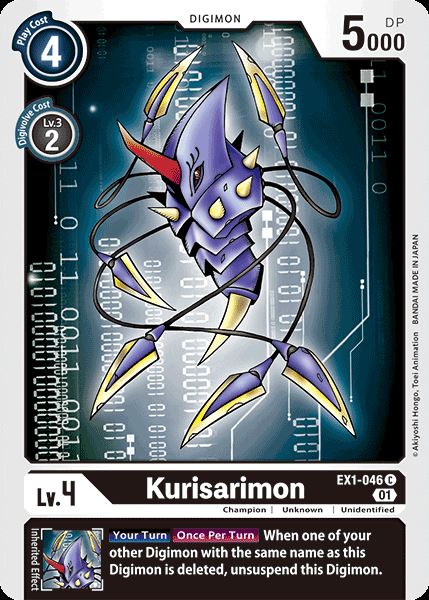 Play Cost
4
DIGIMON
DP
5000
Digivolve Cost
Lv.3
2
© Akiyoshi Hongo, Toei Animation BANDAI MADE IN JAPAN
Lv.4
Kurisarimon
EX1-046 C
01
Champion | Unknown | Unidentified
Inherited Effect
Your Turn Once Per Turn When one of your
other Digimon with the same name as this
Digimon is deleted, unsuspend this Digimon.